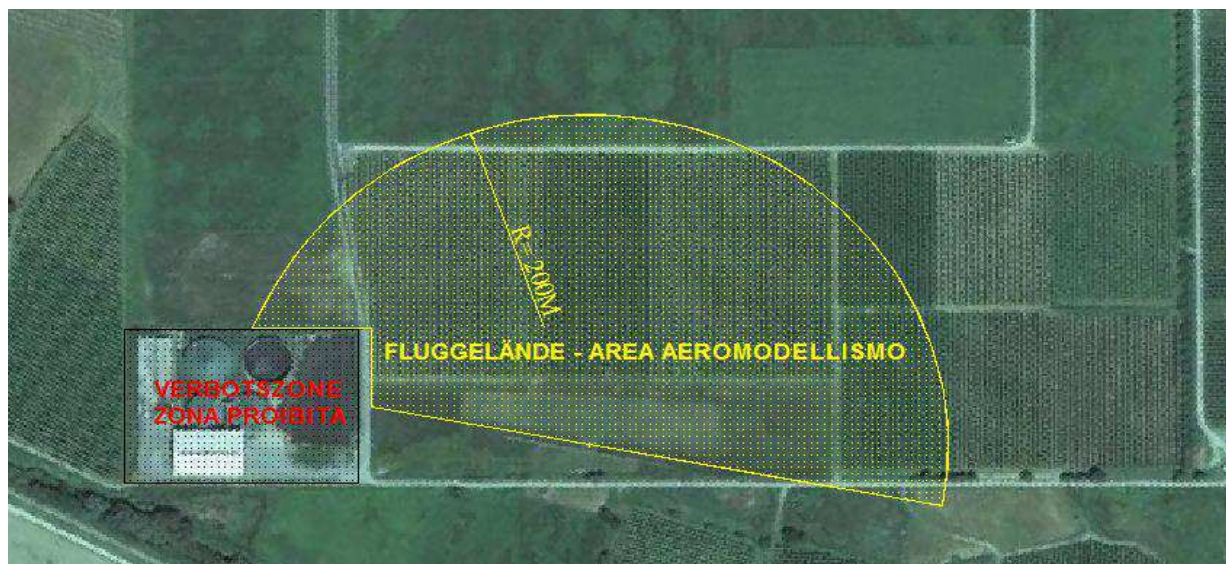 R= 200M
FLUGGELÄNDE - AREA AEROMODELLISMO
VERBOTSZONE
ZONA PROIBITA